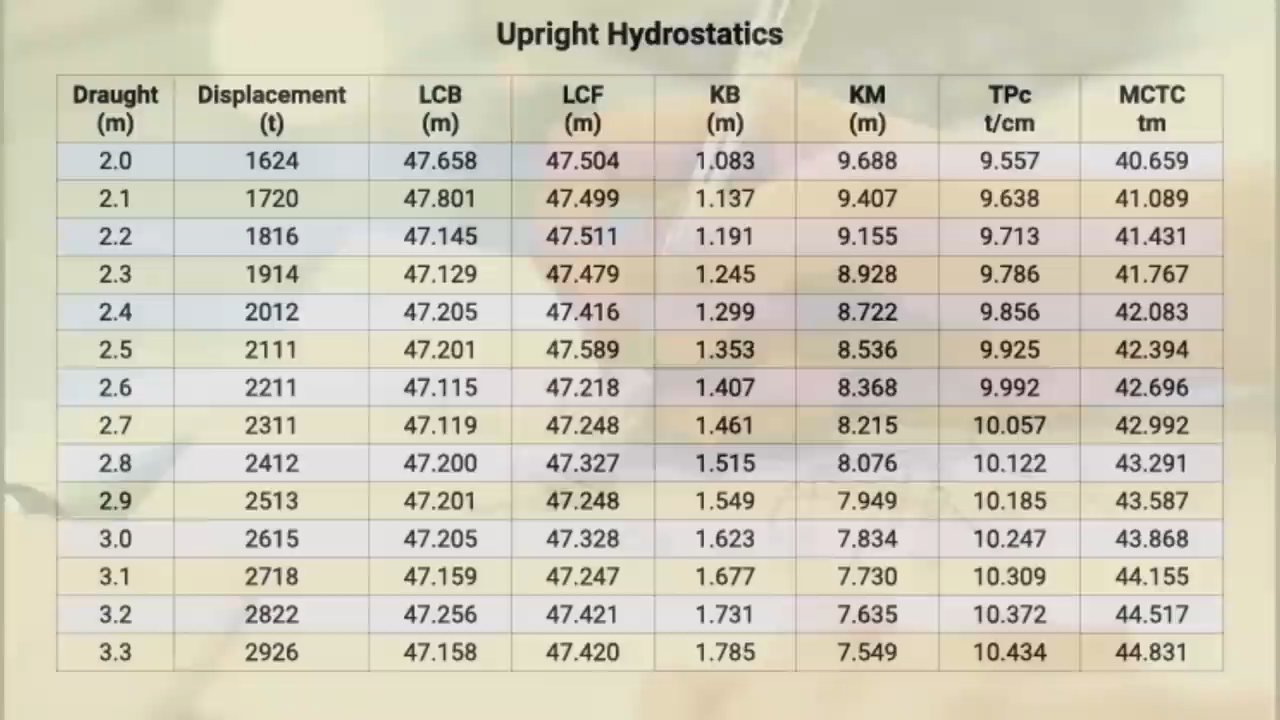 Upright Hydrostatics
Draught Displacement LCB LCF KB KM TPc MCTC
(m) (t) (m) (m) (m) (m) t/cm tm
2.0 1624 47.658 47.504 1.083 9.688 9.557 40.659
2.1 1720 47.801 47.499 1.137 9.407 9.638 41.089
2.2 1816 47.145 47.511 1.191 9.155 9.713 41.431
2.3 1914 47.129 47.479 1.245 8.928 9.786 41.767
2.4 2012 47.205 47.416 1.299 8.722 9.856 42.083
2.5 2111 47.201 47.589 1.353 8.536 9.925 42.394
2.6 2211 47.115 47.218 1.407 8.368 9.992 42.696
2.7 2311 47.119 47.248 1.461 8.215 10.057 42.992
2.8 2412 47.200 47.327 1.515 8.076 10.122 43.291
2.9 2513 47.201 47.248 1.549 7.949 10.185 43.587
3.0 2615 47.205 47.328 1.623 7.834 10.247 43.868
3.1 2718 47.159 47.247 1.677 7.730 10.309 44.155
3.2 2822 47.256 47.421 1.731 7.635 10.372 44.517
3.3 2926 47.158 47.420 1.785 7.549 10.434 44.831